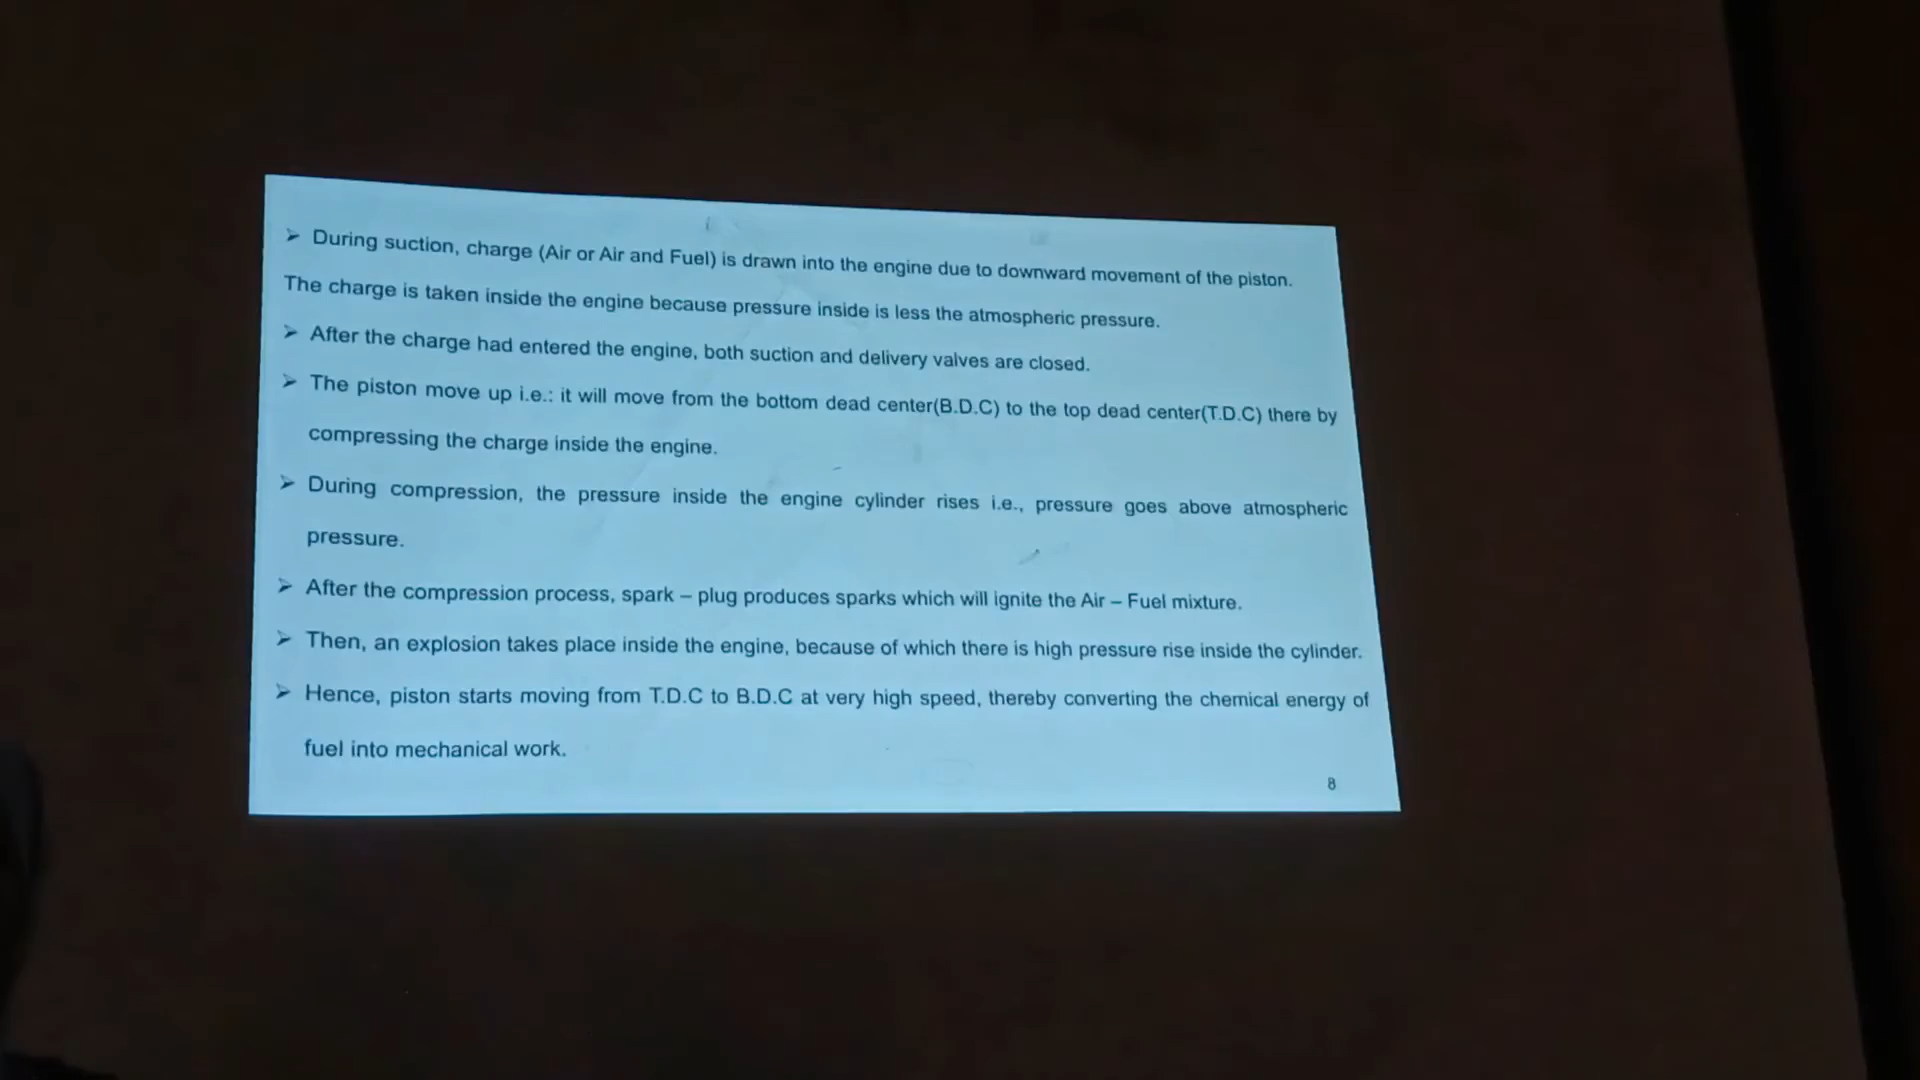 ➢ During suction, charge (Air or Air and Fuel) is drawn into the engine due to downward movement of the piston.
The charge is taken inside the engine because pressure inside is less the atmospheric pressure.
➢ After the charge had entered the engine, both suction and delivery valves are closed.
➢ The piston move up i.e.: it will move from the bottom dead center(B.D.C) to the top dead center(T.D.C) there by
compressing the charge inside the engine.
➢ During compression, the pressure inside the engine cylinder rises i.e., pressure goes above atmospheric
pressure.
➢ After the compression process, spark – plug produces sparks which will ignite the Air – Fuel mixture.
➢ Then, an explosion takes place inside the engine, because of which there is high pressure rise inside the cylinder.
➢ Hence, piston starts moving from T.D.C to B.D.C at very high speed, thereby converting the chemical energy of
fuel into mechanical work.
8